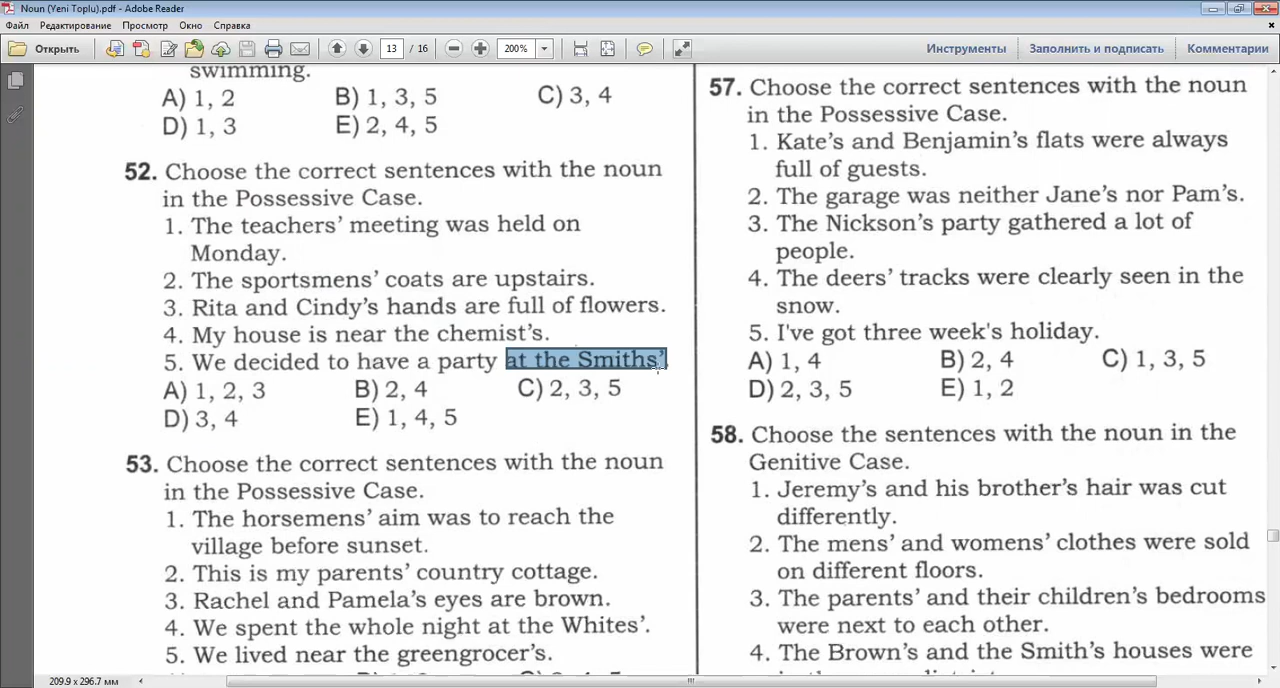 Noun (Yeni Toplu).pdf - Adobe Reader
Файл Редактирование Просмотр Окно Справка
Открыть 13 / 16 200% Инструменты Заполнить и подписать Комментарии
swimming.
A) 1, 2 B) 1, 3, 5 C) 3, 4
D) 1, 3 E) 2, 4, 5
52. Choose the correct sentences with the noun
in the Possessive Case.
1. The teachers’ meeting was held on
Monday.
2. The sportsmens’ coats are upstairs.
3. Rita and Cindy’s hands are full of flowers.
4. My house is near the chemist’s.
5. We decided to have a party at the Smiths’.
A) 1, 2, 3 B) 2, 4 C) 2, 3, 5
D) 3, 4 E) 1, 4, 5
53. Choose the correct sentences with the noun
in the Possessive Case.
1. The horsemens’ aim was to reach the
village before sunset.
2. This is my parents’ country cottage.
3. Rachel and Pamela’s eyes are brown.
4. We spent the whole night at the Whites’.
5. We lived near the greengrocer’s.
57. Choose the correct sentences with the noun
in the Possessive Case.
1. Kate’s and Benjamin’s flats were always
full of guests.
2. The garage was neither Jane’s nor Pam’s.
3. The Nickson’s party gathered a lot of
people.
4. The deers’ tracks were clearly seen in the
snow.
5. I've got three week's holiday.
A) 1, 4 B) 2, 4 C) 1, 3, 5
D) 2, 3, 5 E) 1, 2
58. Choose the sentences with the noun in the
Genitive Case.
1. Jeremy’s and his brother’s hair was cut
differently.
2. The mens’ and womens’ clothes were sold
on different floors.
3. The parents’ and their children’s bedrooms
were next to each other.
4. The Brown’s and the Smith’s houses were
209.9 x 296.7 мм